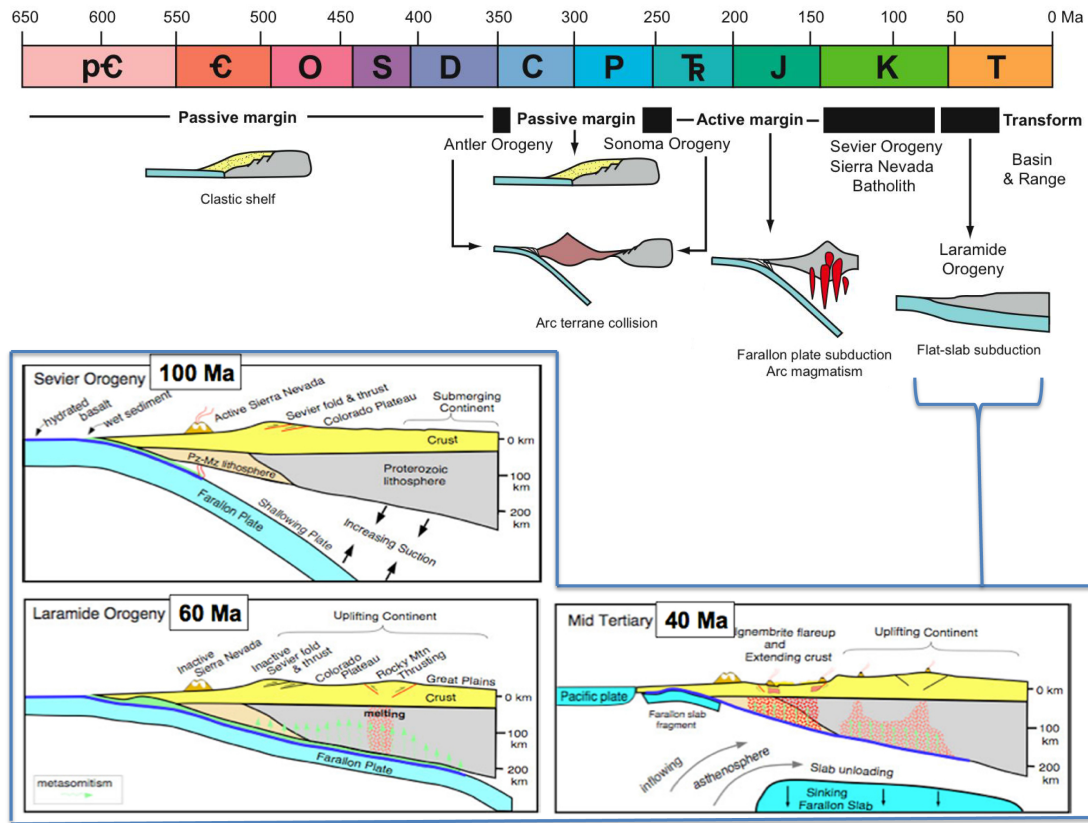 650 600 550 500 450 400 350 300 250 200 150 100 50 0 Ma
p€ € O S D C P TR J K T
Passive margin Passive margin Active margin Transform
Antler Orogeny Sonoma Orogeny
Sevier Orogeny
Sierra Nevada
Batholith
Basin
& Range
Clastic shelf
Arc terrane collision
Farallon plate subduction
Arc magmatism
Laramide
Orogeny
Flat-slab subduction
Sevier Orogeny 100 Ma
hydrated
basalt
wet sediment
Active Sierra Nevada
Sevier fold & thrust
Colorado Plateau
Submerging
Continent
Crust
0 km
Pz-Mz lithosphere
Proterozoic
lithosphere
100
km
200
km
Farallon Plate
Shallowing Plate
Increasing Suction
Laramide Orogeny 60 Ma
Uplifting Continent
Inactive
Sierra Nevada
Inactive
Sevier fold
& thrust
Colorado
Plateau
Rocky Mtn
Thrusting
Great Plains
Crust
0 km
melting
100
km
200
km
Farallon Plate
metasomitism
Mid Tertiary 40 Ma
Ignembrite flareup
and
Extending crust
Uplifting Continent
Pacific plate
0 km
Farallon slab
fragment
100
km
200
km
inflowing
asthenosphere
Slab unloading
Sinking
Farallon Slab